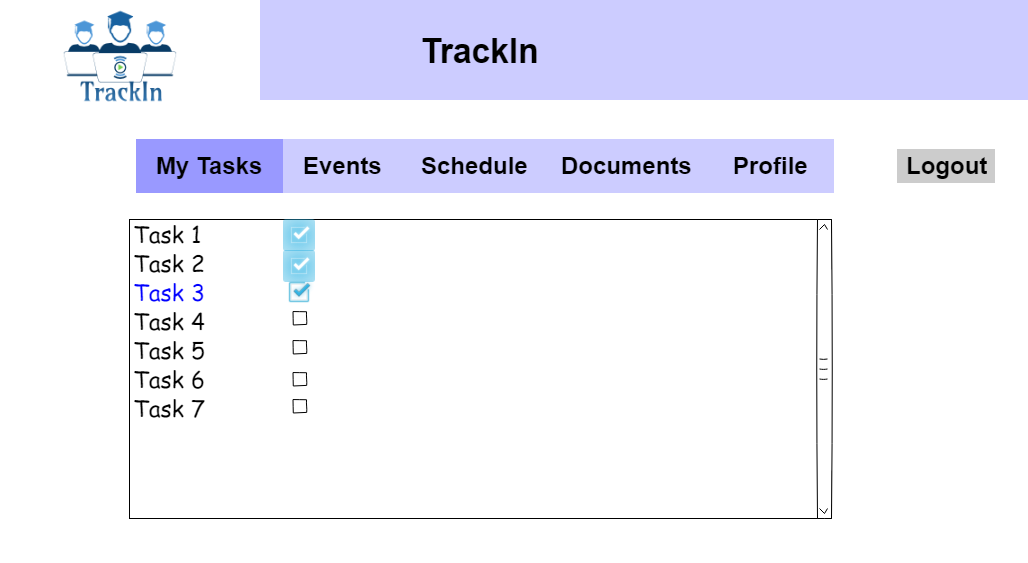 TrackIn
TrackIn
My Tasks Events Schedule Documents Profile Logout
Task 1
Task 2
Task 3
Task 4
Task 5
Task 6
Task 7